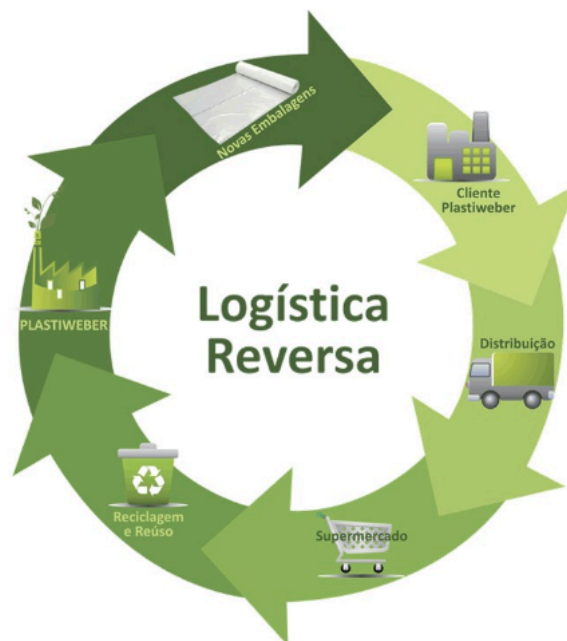 Logística
Reversa
Novas Embalagens
Cliente
Plastiweber
Distribuição
Supermercado
Reciclagem
e Reúso
PLASTIWEBER